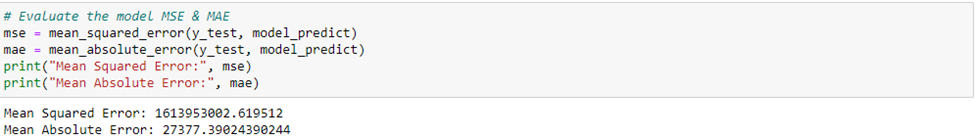 # Evaluate the model MSE & MAE
mse = mean_squared_error(y_test, model_predict)
mae = mean_absolute_error(y_test, model_predict)
print("Mean Squared Error:", mse)
print("Mean Absolute Error:", mae)
Mean Squared Error: 1613953002.619512
Mean Absolute Error: 27377.39024390244